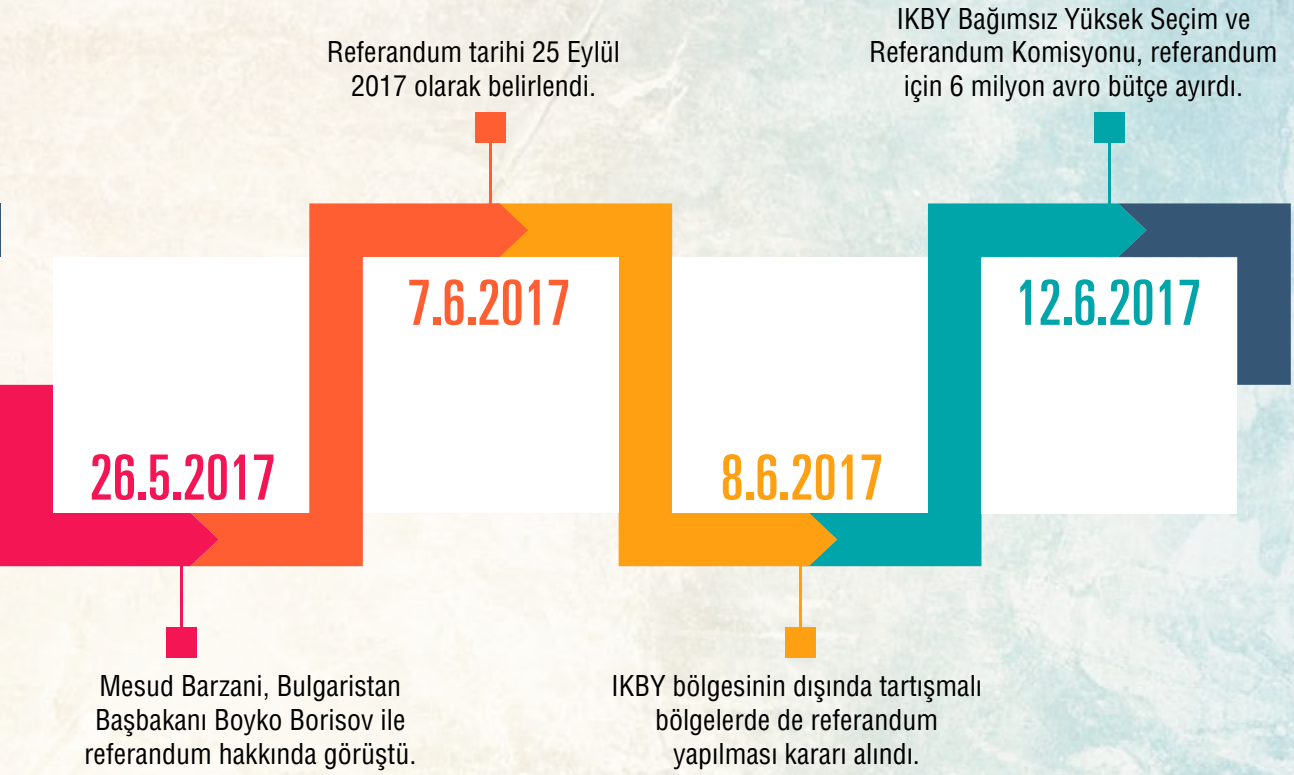 26.5.2017
Mesud Barzani, Bulgaristan
Başbakanı Boyko Borisov ile
referandum hakkında görüştü.
Referandum tarihi 25 Eylül
2017 olarak belirlendi.
7.6.2017
8.6.2017
IKBY bölgesinin dışında tartışmalı
bölgelerde de referandum
yapılması kararı alındı.
IKBY Bağımsız Yüksek Seçim ve
Referandum Komisyonu, referandum
için 6 milyon avro bütçe ayırdı.
12.6.2017